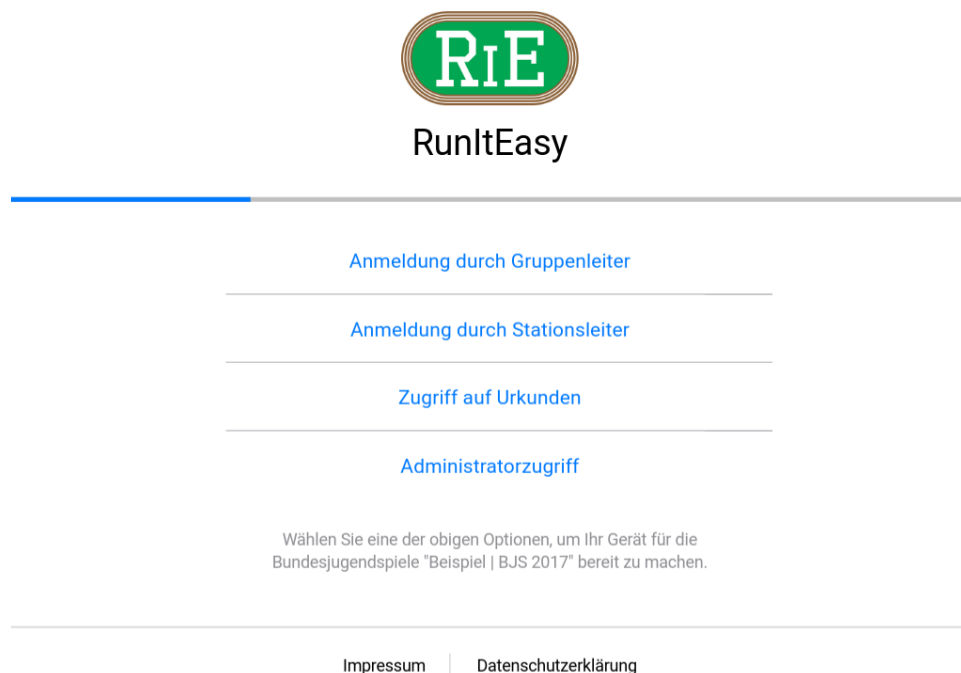 RIE
RunItEasy
Anmeldung durch Gruppenleiter
Anmeldung durch Stationsleiter
Zugriff auf Urkunden
Administratorzugriff
Wählen Sie eine der obigen Optionen, um Ihr Gerät für die
Bundesjugendspiele "Beispiel | BJS 2017" bereit zu machen.
Impressum | Datenschutzerklärung